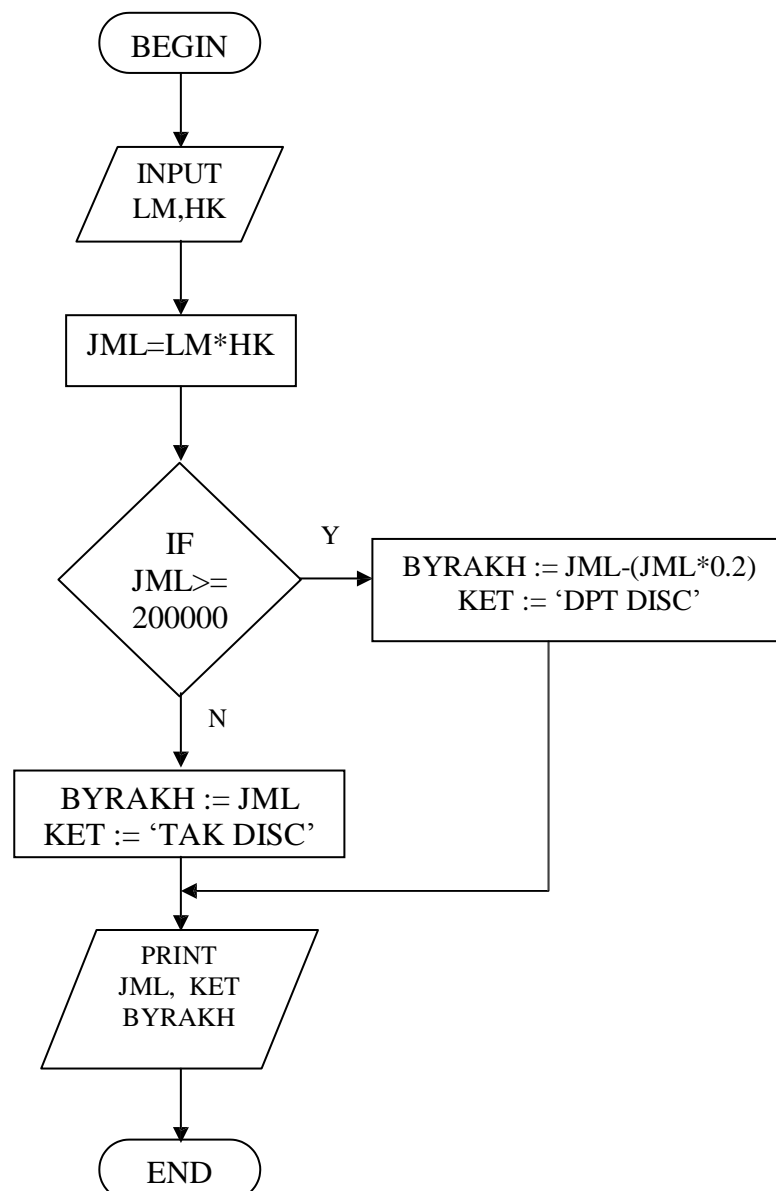 BEGIN
INPUT
LM,HK
JML=LM*HK
IF
JML>=
200000
Y
BYRAKH := JML-(JML*0.2)
KET := ‘DPT DISC’
N
BYRAKH := JML
KET := ‘TAK DISC’
PRINT
JML, KET
BYRAKH
END